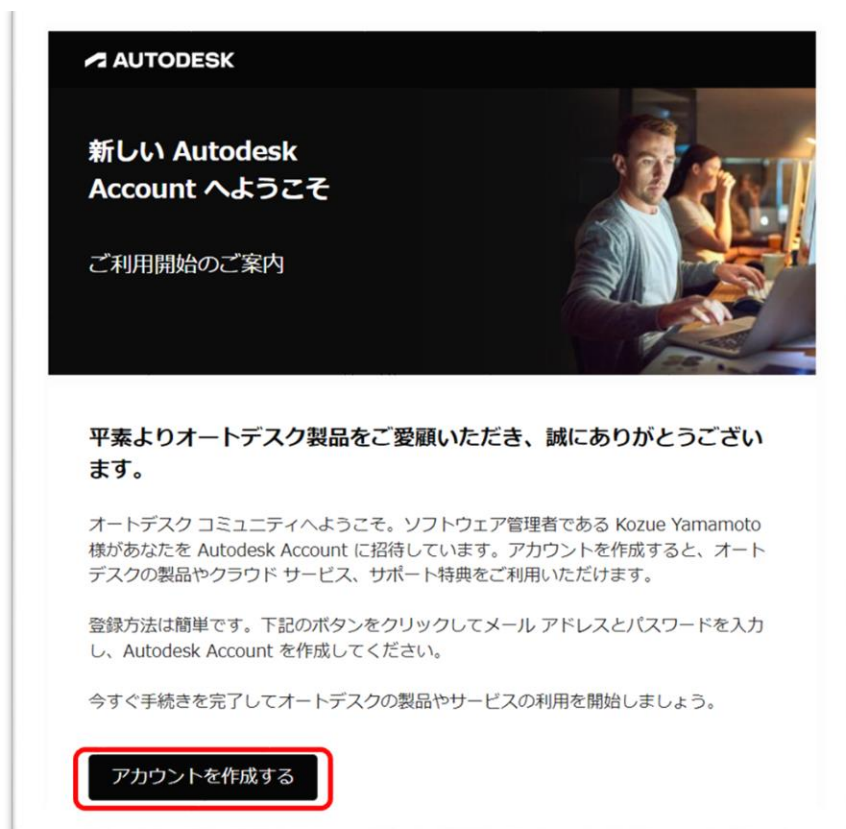 AUTODESK
新しい Autodesk
Account へようこそ
ご利用開始のご案内
平素よりオートデスク製品をご愛顧いただき、誠にありがとうござい
ます。
オートデスク コミュニティへようこそ。ソフトウェア管理者である Kozue Yamamoto
様があなたを Autodesk Account に招待しています。アカウントを作成すると、オート
デスクの製品やクラウド サービス、サポート特典をご利用いただけます。
登録方法は簡単です。下記のボタンをクリックしてメール アドレスとパスワードを入力
し、Autodesk Account を作成してください。
今すぐ手続きを完了してオートデスクの製品やサービスの利用を開始しましょう。
アカウントを作成する